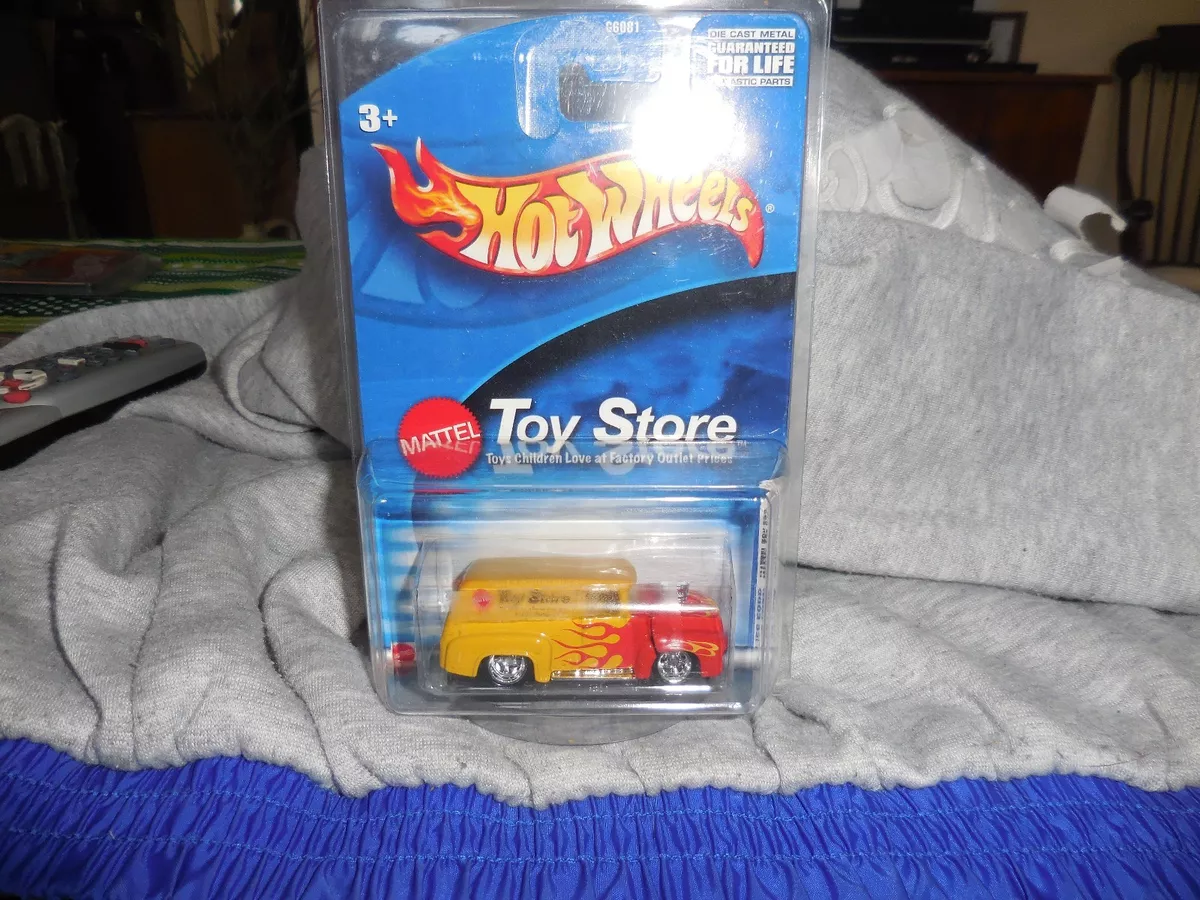 C6081
DIE CAST METAL
GUARANTEED
FOR LIFE
PLASTIC PARTS
3+
HOT WHEELS®
MATTEL
Toy Store™
Toys Children Love at Factory Outlet Prices
Toy Store